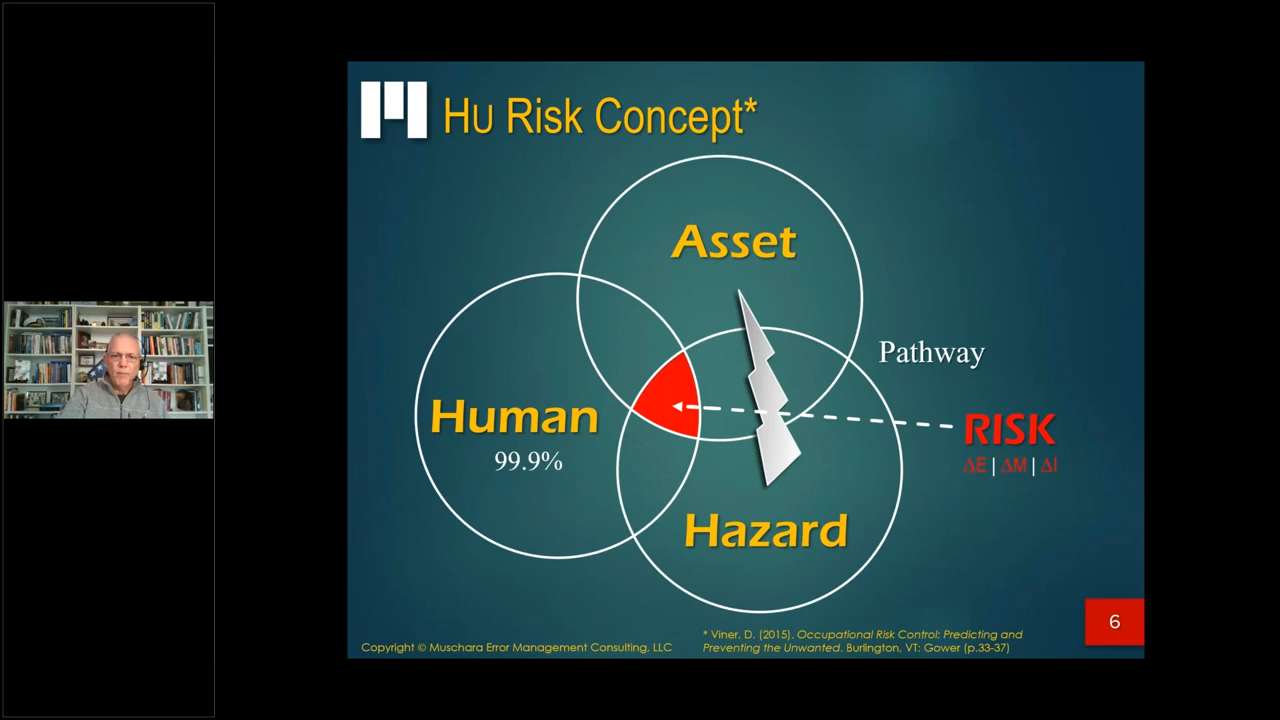 HU Risk Concept*
Asset
Pathway
Human
99.9%
RISK
ΔE | ΔM | ΔI
Hazard
6
* Viner, D. (2015). Occupational Risk Control: Predicting and
Preventing the Unwanted. Burlington, VT: Gower (p.33-37)
Copyright © Muschara Error Management Consulting, LLC